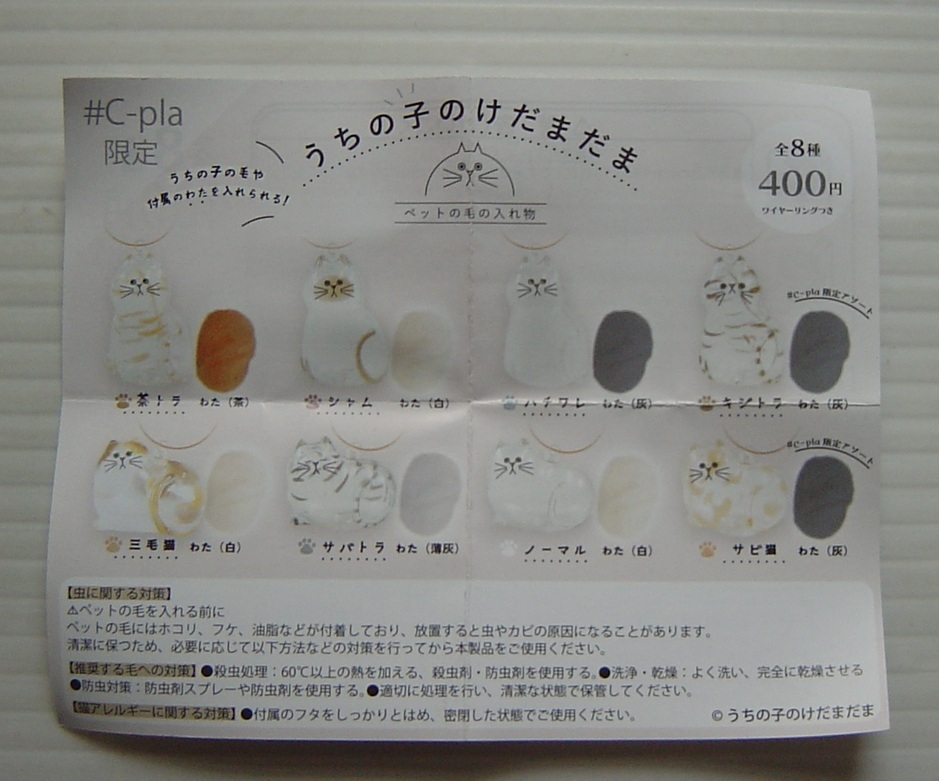 #C-pla
限定
うちの子のけだまだま
うちの子の毛や
付属のわたを入れられる!
ペットの毛の入れ物
全8種
400円
ワイヤーリングつき
茶トラ わた（茶）
シャム わた（白）
ハチワレ わた（灰）
#C-pla 限定アソート
キジトラ わた（灰）
三毛猫 わた（白）
サバトラ わた（薄灰）
ノーマル わた（白）
#C-pla 限定アソート
サビ猫 わた（灰）
【虫に関する対策】
⚠ペットの毛を入れる前に
ペットの毛にはホコリ、フケ、油脂などが付着しており、放置すると虫やカビの原因になることがあります。
清潔に保つため、必要に応じて以下方法などの対策を行ってから本製品をご使用ください。
【推奨する毛への対策】●殺虫処理：60℃以上の熱を加える、殺虫剤・防虫剤を使用する。●洗浄・乾燥：よく洗い、完全に乾燥させる
●防虫対策：防虫剤スプレーや防虫剤を使用する。●適切に処理を行い、清潔な状態で保管してください。
【猫アレルギーに関する対策】●付属のフタをしっかりとはめ、密閉した状態でご使用ください。
©うちの子のけだまだま